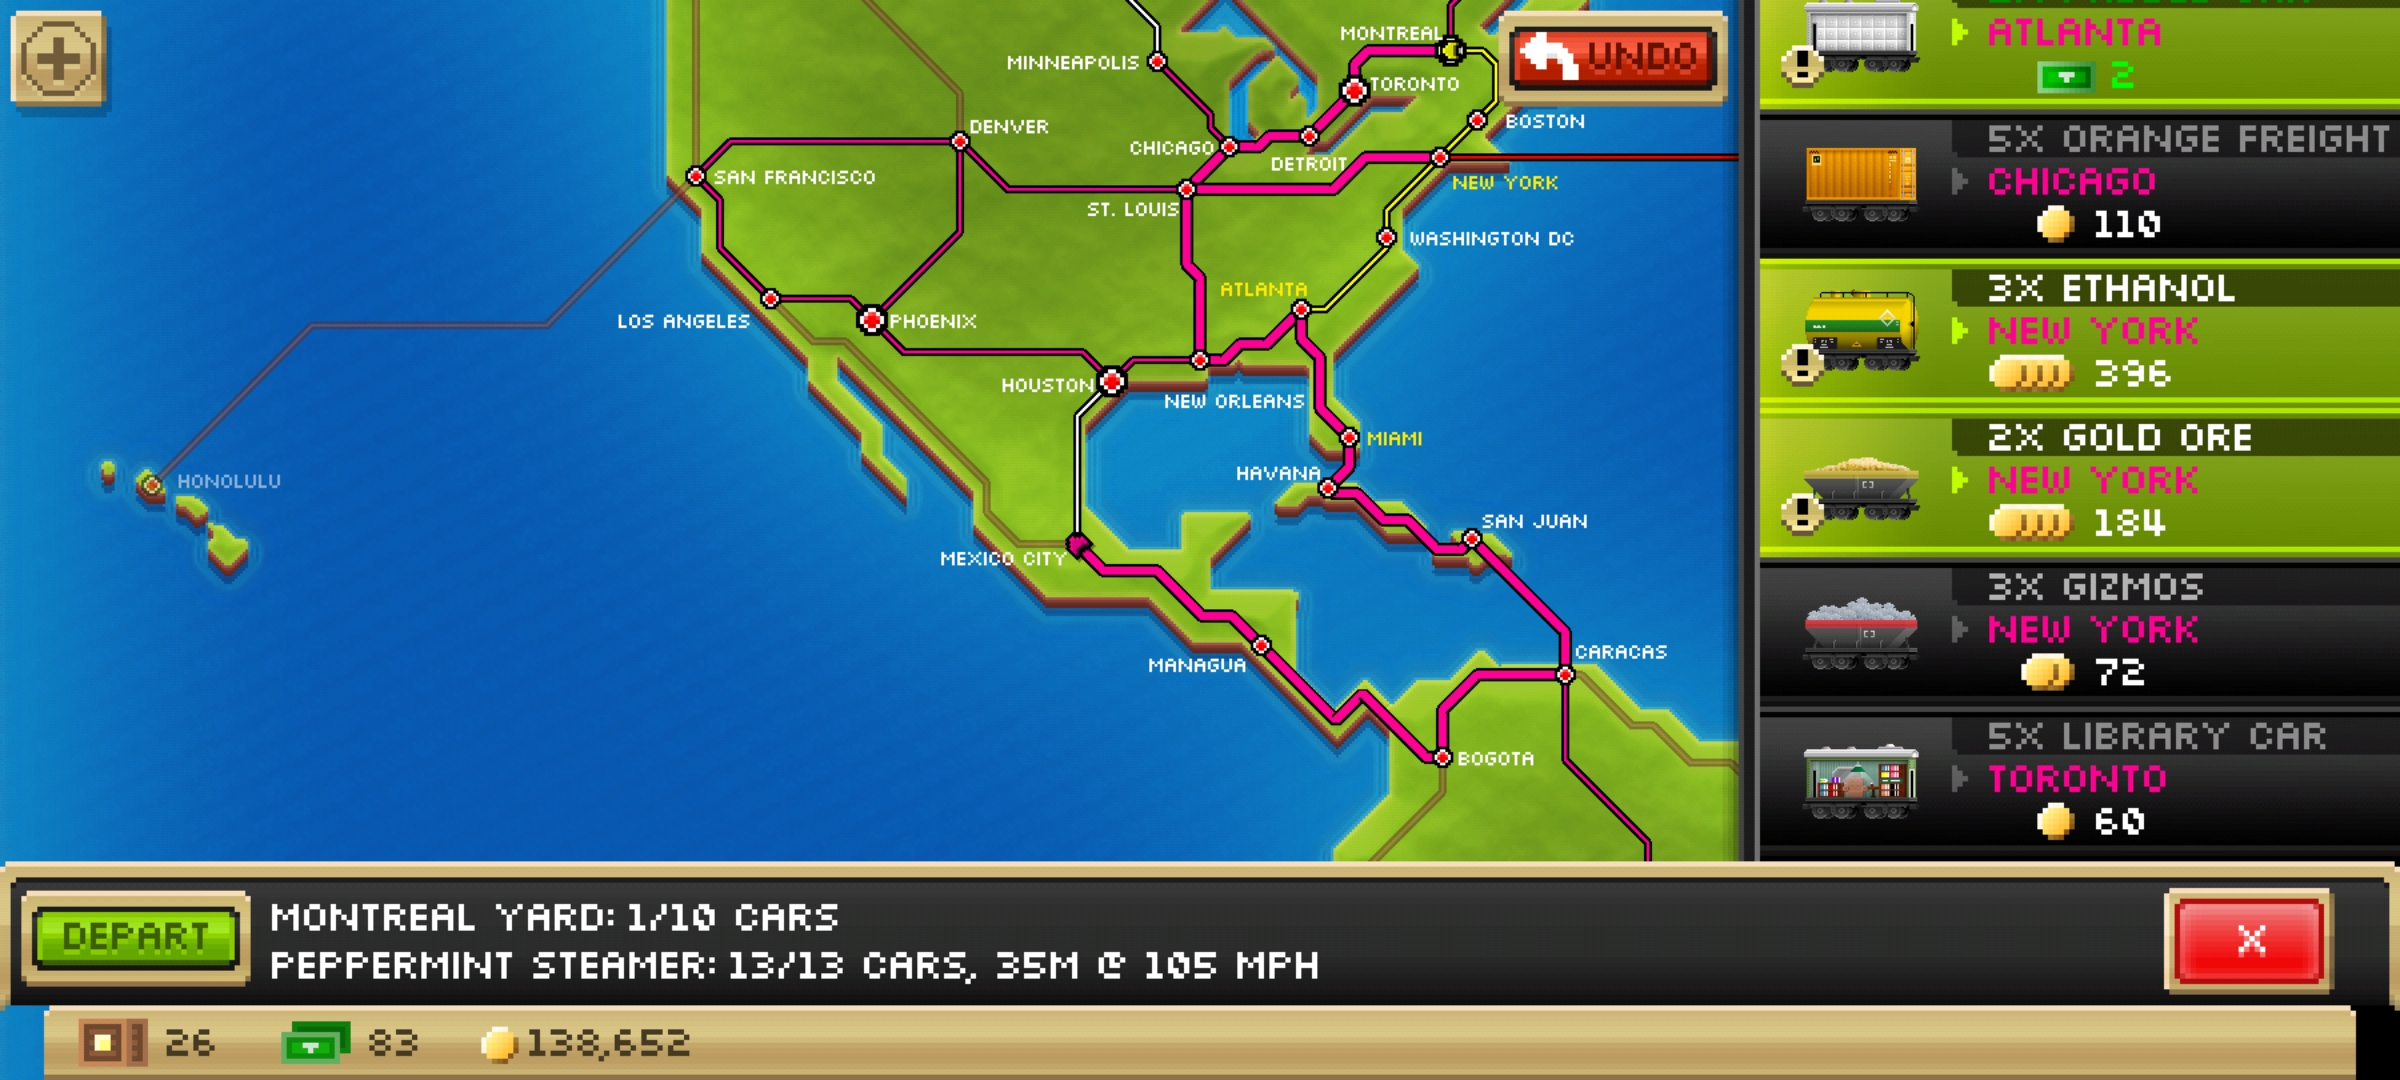 MONTREAL
UNDO
MINNEAPOLIS
TORONTO
BOSTON
DENVER
CHICAGO
DETROIT
SAN FRANCISCO
NEW YORK
ST. LOUIS
WASHINGTON DC
ATLANTA
LOS ANGELES
PHOENIX
HOUSTON
NEW ORLEANS
MIAMI
HAVANA
HONOLULU
SAN JUAN
MEXICO CITY
CARACAS
MANAGUA
BOGOTA
ATLANTA
2
5X ORANGE FREIGHT
CHICAGO
110
3X ETHANOL
NEW YORK
396
2X GOLD ORE
NEW YORK
184
3X GIZMOS
NEW YORK
72
5X LIBRARY CAR
TORONTO
60
DEPART
MONTREAL YARD: 1/10 CARS
PEPPERMINT STEAMER: 13/13 CARS, 35M @ 105 MPH
X
26
83
138,652